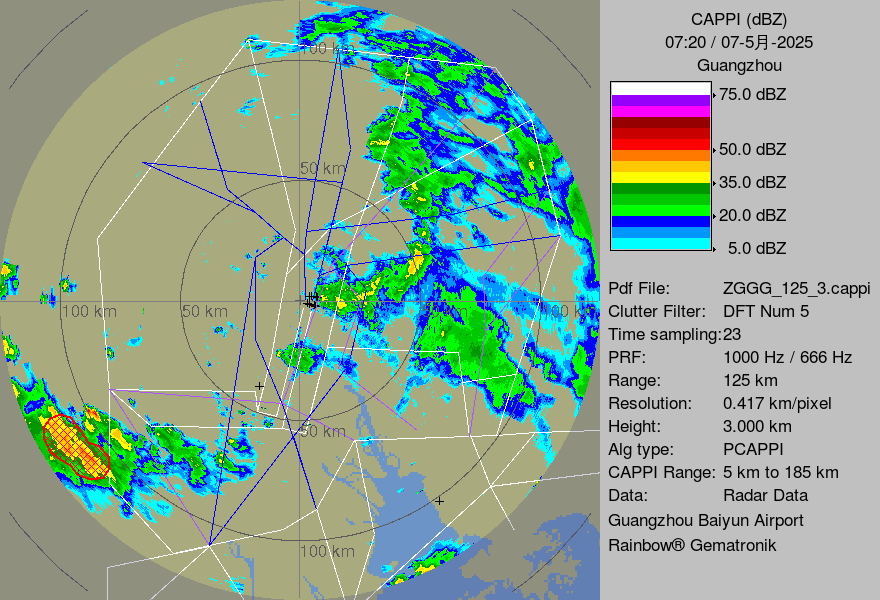 CAPPI (dBZ)
07:20 / 07-5月-2025
Guangzhou
75.0 dBZ
50.0 dBZ
35.0 dBZ
20.0 dBZ
5.0 dBZ
Pdf File: ZGGG_125_3.cappi
Clutter Filter: DFT Num 5
Time sampling:23
PRF: 1000 Hz / 666 Hz
Range: 125 km
Resolution: 0.417 km/pixel
Height: 3.000 km
Alg type: PCAPPI
CAPPI Range: 5 km to 185 km
Data: Radar Data
Guangzhou Baiyun Airport
Rainbow® Gematronik
100 km
50 km
100 km
50 km
100 km
50 km
100 km